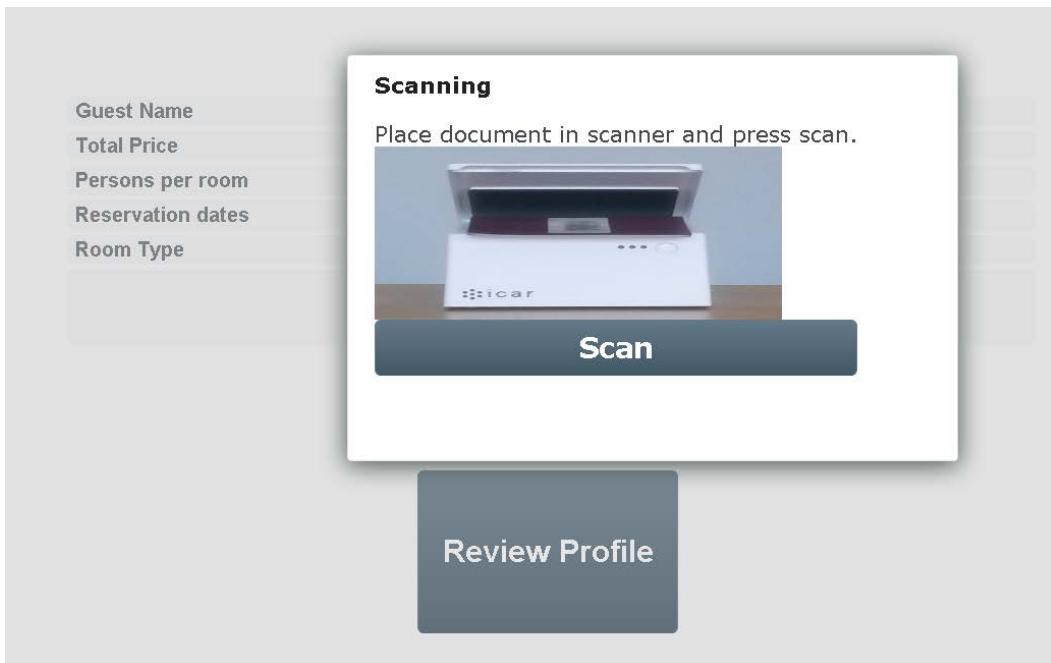 Guest Name
Total Price
Persons per room
Reservation dates
Room Type
Scanning
Place document in scanner and press scan.
icar
Scan
Review Profile